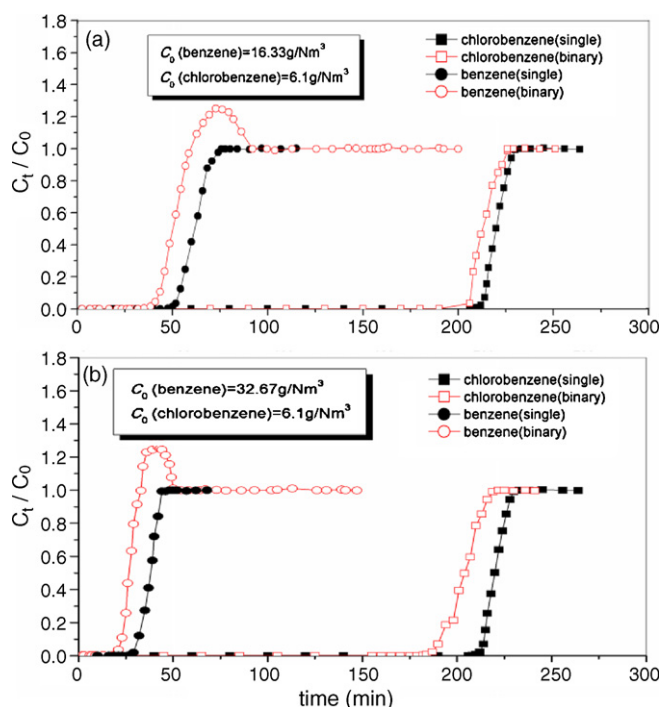 (a)
C₀ (benzene)=16.33g/Nm³
C₀ (chlorobenzene)=6.1g/Nm³
chlorobenzene(single)
chlorobenzene(binary)
benzene(single)
benzene(binary)
Cₜ / C₀
1.8
1.6
1.4
1.2
1.0
0.8
0.6
0.4
0.2
0.0
0 50 100 150 200 250 300
(b)
C₀ (benzene)=32.67g/Nm³
C₀ (chlorobenzene)=6.1g/Nm³
chlorobenzene(single)
chlorobenzene(binary)
benzene(single)
benzene(binary)
Cₜ / C₀
1.8
1.6
1.4
1.2
1.0
0.8
0.6
0.4
0.2
0.0
0 50 100 150 200 250 300
time (min)